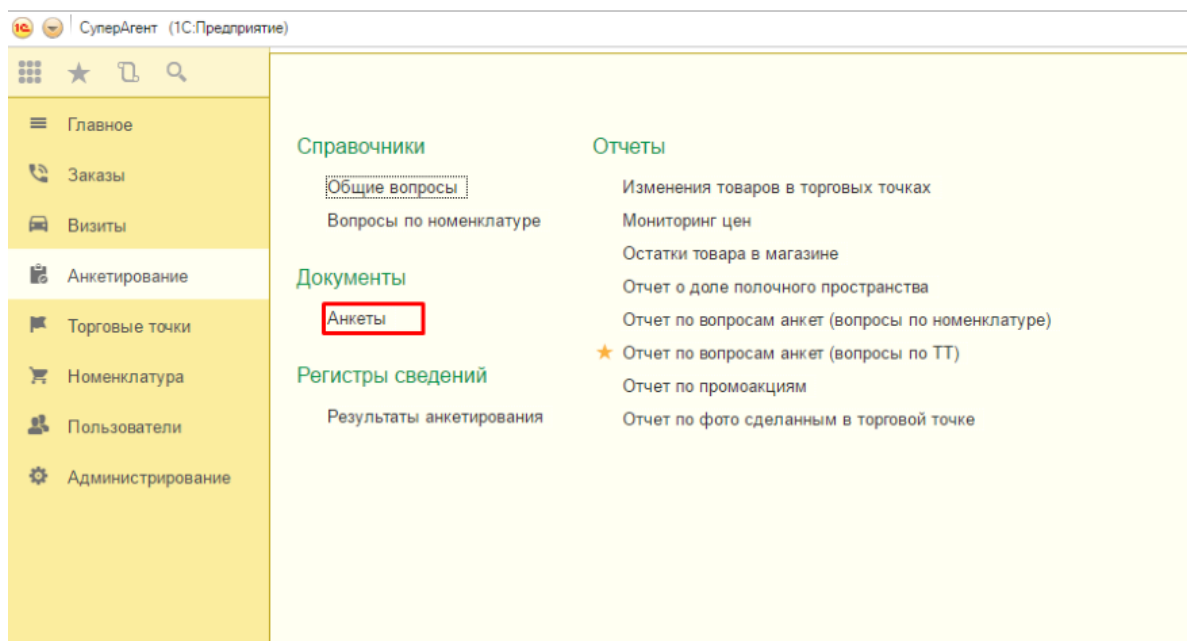 1С СуперАгент (1С:Предприятие)
Главное
Заказы
Визиты
Анкетирование
Торговые точки
Номенклатура
Пользователи
Администрирование
Справочники
Общие вопросы
Вопросы по номенклатуре
Документы
Анкеты
Регистры сведений
Результаты анкетирования
Отчеты
Изменения товаров в торговых точках
Мониторинг цен
Остатки товара в магазине
Отчет о доле полочного пространства
Отчет по вопросам анкет (вопросы по номенклатуре)
Отчет по вопросам анкет (вопросы по ТТ)
Отчет по промоакциям
Отчет по фото сделанным в торговой точке